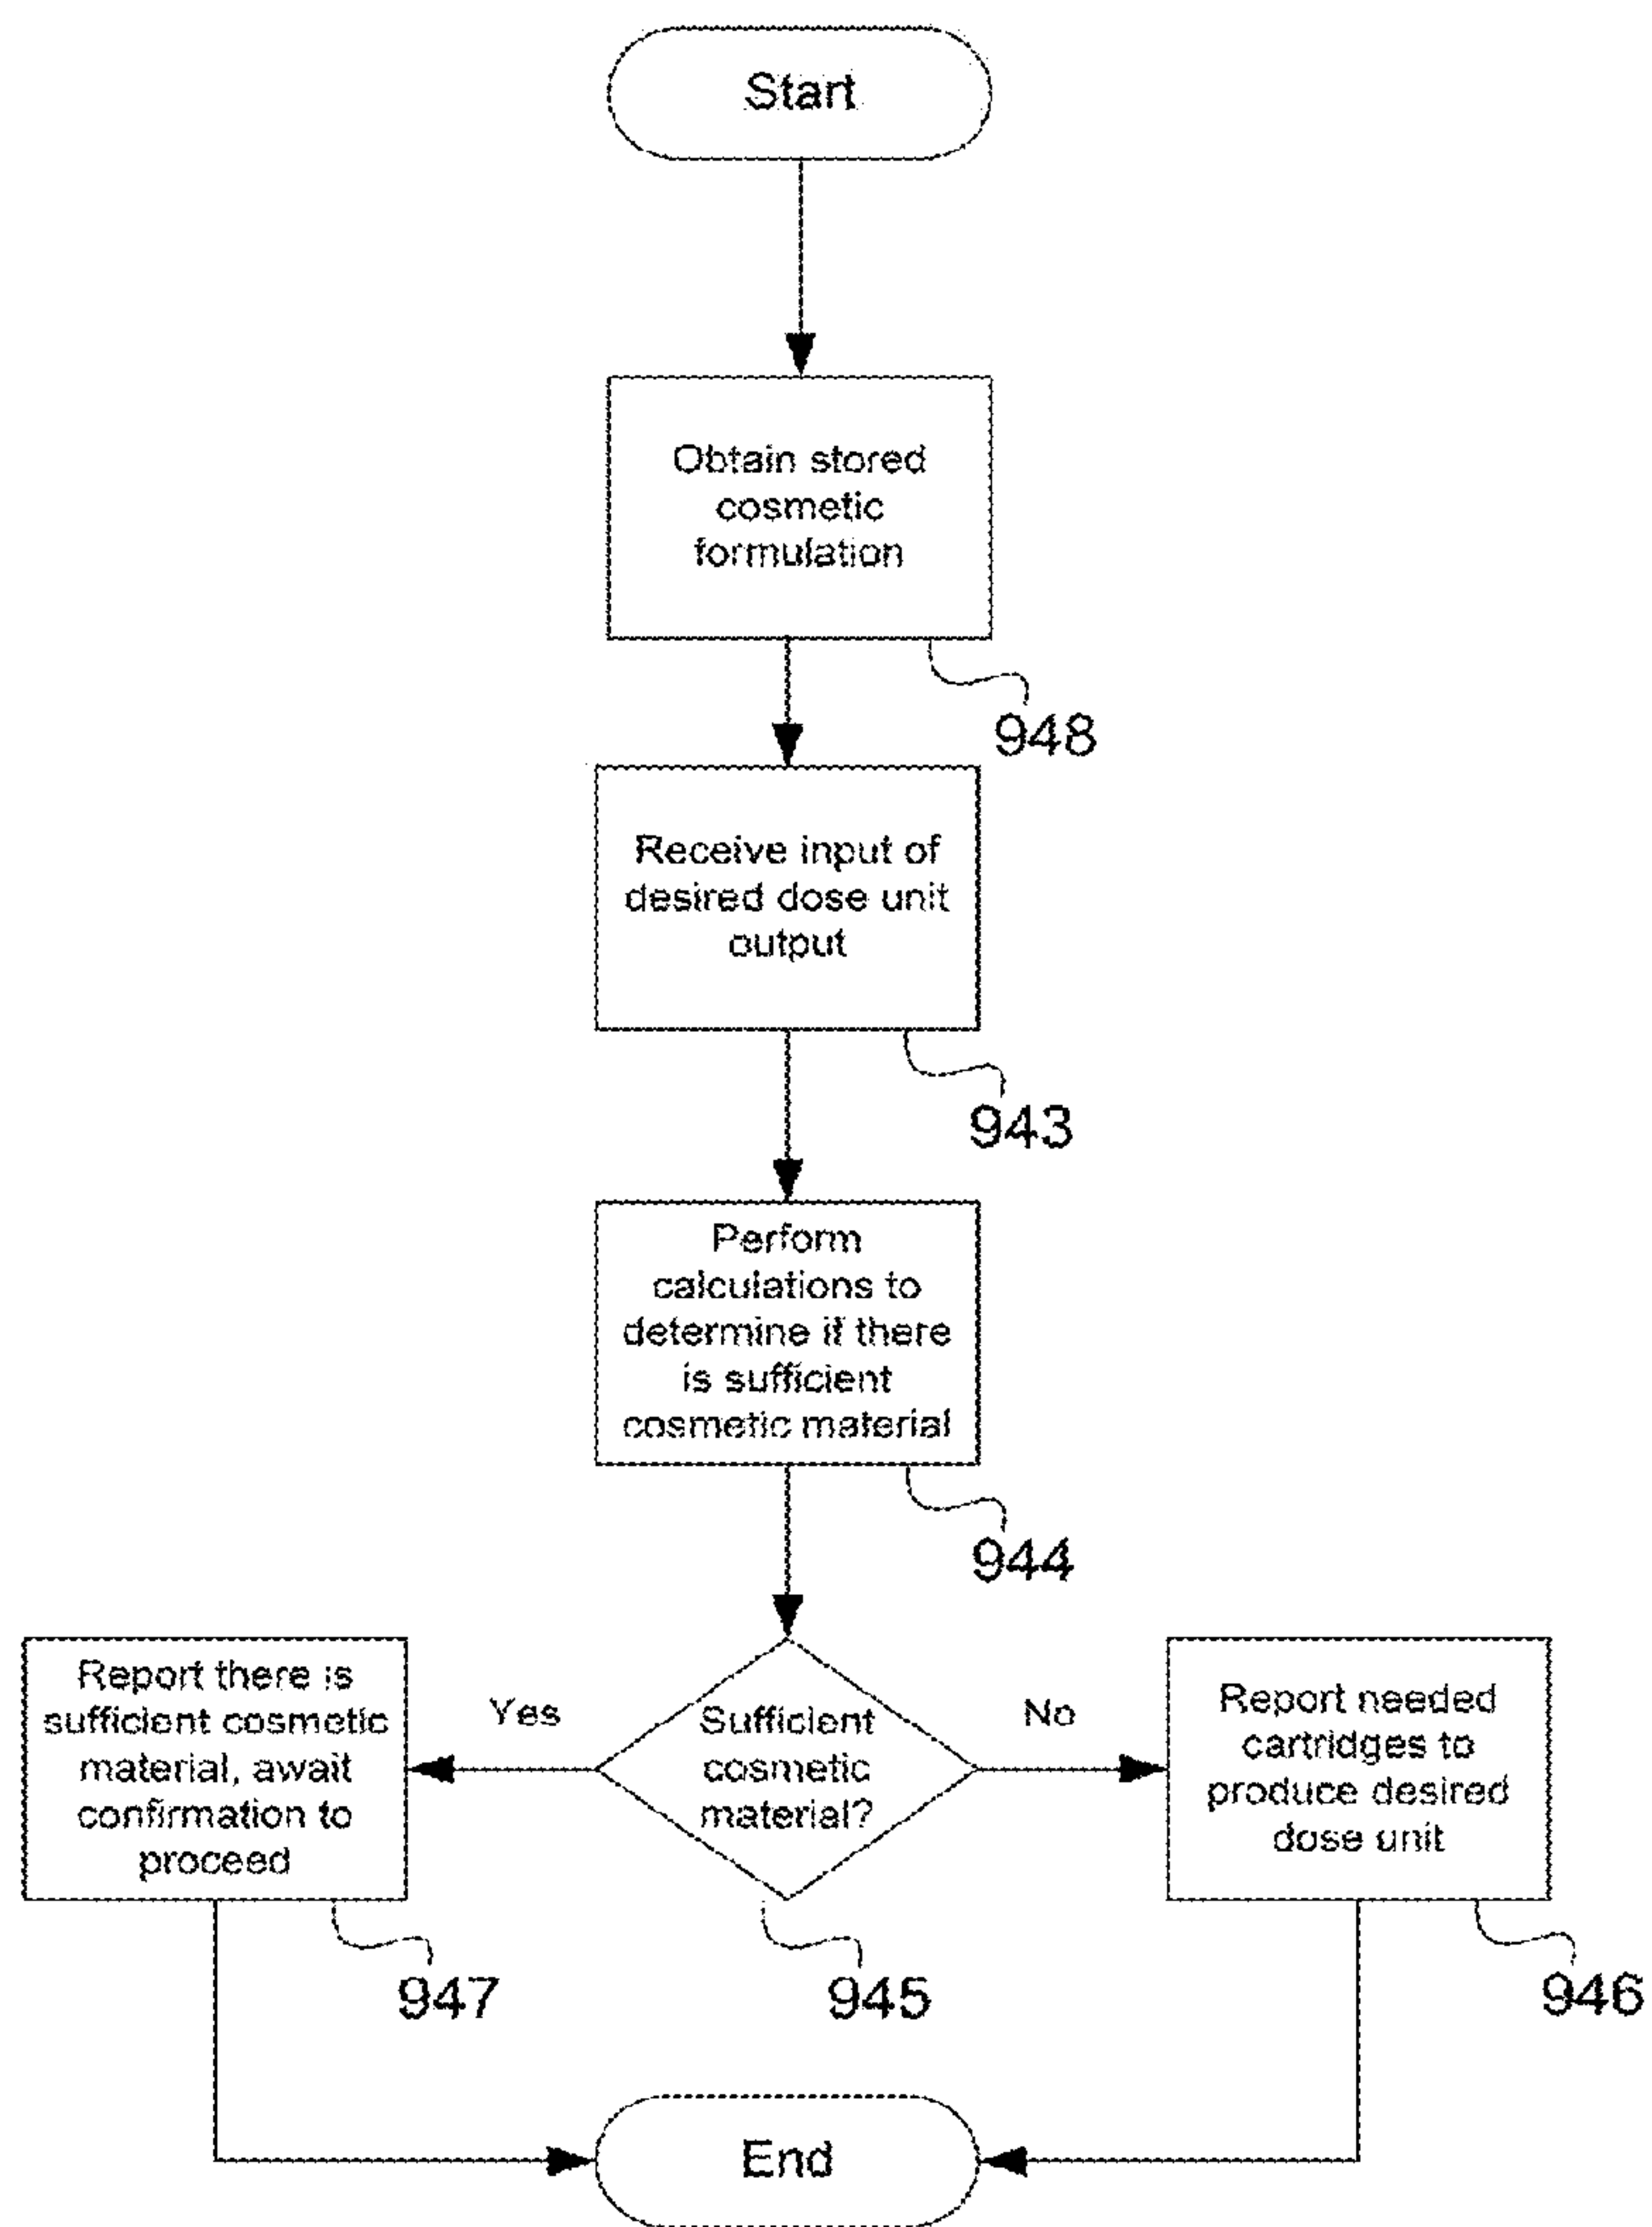 Start
Obtain stored
cosmetic
formulation
948
Receive input of
desired dose unit
output
943
Perform
calculations to
determine if there
is sufficient
cosmetic material
944
Report there is
sufficient cosmetic
material, await
confirmation to
proceed
947
Yes
Sufficient
cosmetic
material?
945
No
Report needed
cartridges to
produce desired
dose unit
946
End